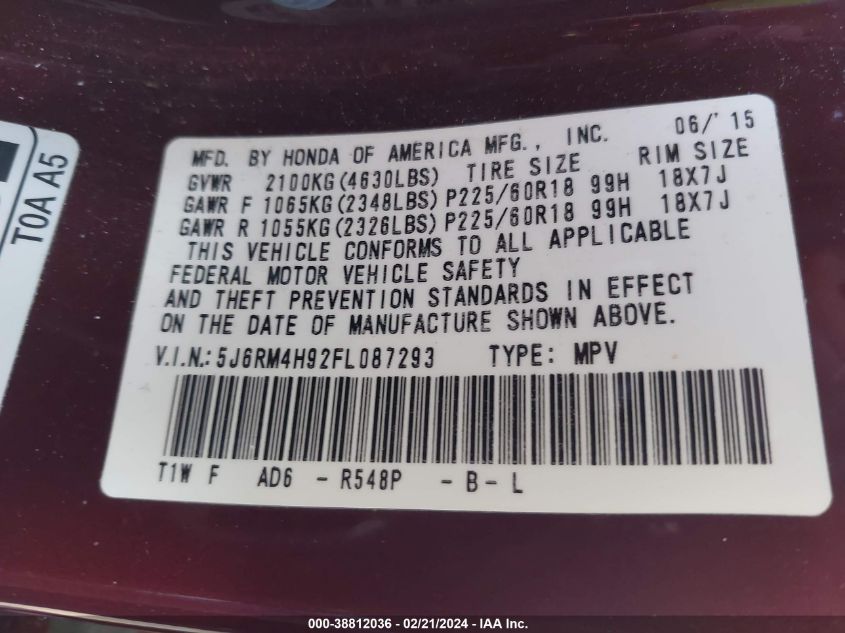 MFD. BY HONDA OF AMERICA MFG., INC. 06/'15
GVWR 2100KG(4630LBS) TIRE SIZE RIM SIZE
GAWR F 1065KG(2348LBS) P225/60R18 99H 18X7J
GAWR R 1055KG(2326LBS) P225/60R18 99H 18X7J
THIS VEHICLE CONFORMS TO ALL APPLICABLE
FEDERAL MOTOR VEHICLE SAFETY
AND THEFT PREVENTION STANDARDS IN EFFECT
ON THE DATE OF MANUFACTURE SHOWN ABOVE.
V.I.N.: 5J6RM4H92FL087293 TYPE: MPV
T1W F AD6 - R548P - B - L
T0A A5
000-38812036 - 02/21/2024 - IAA Inc.